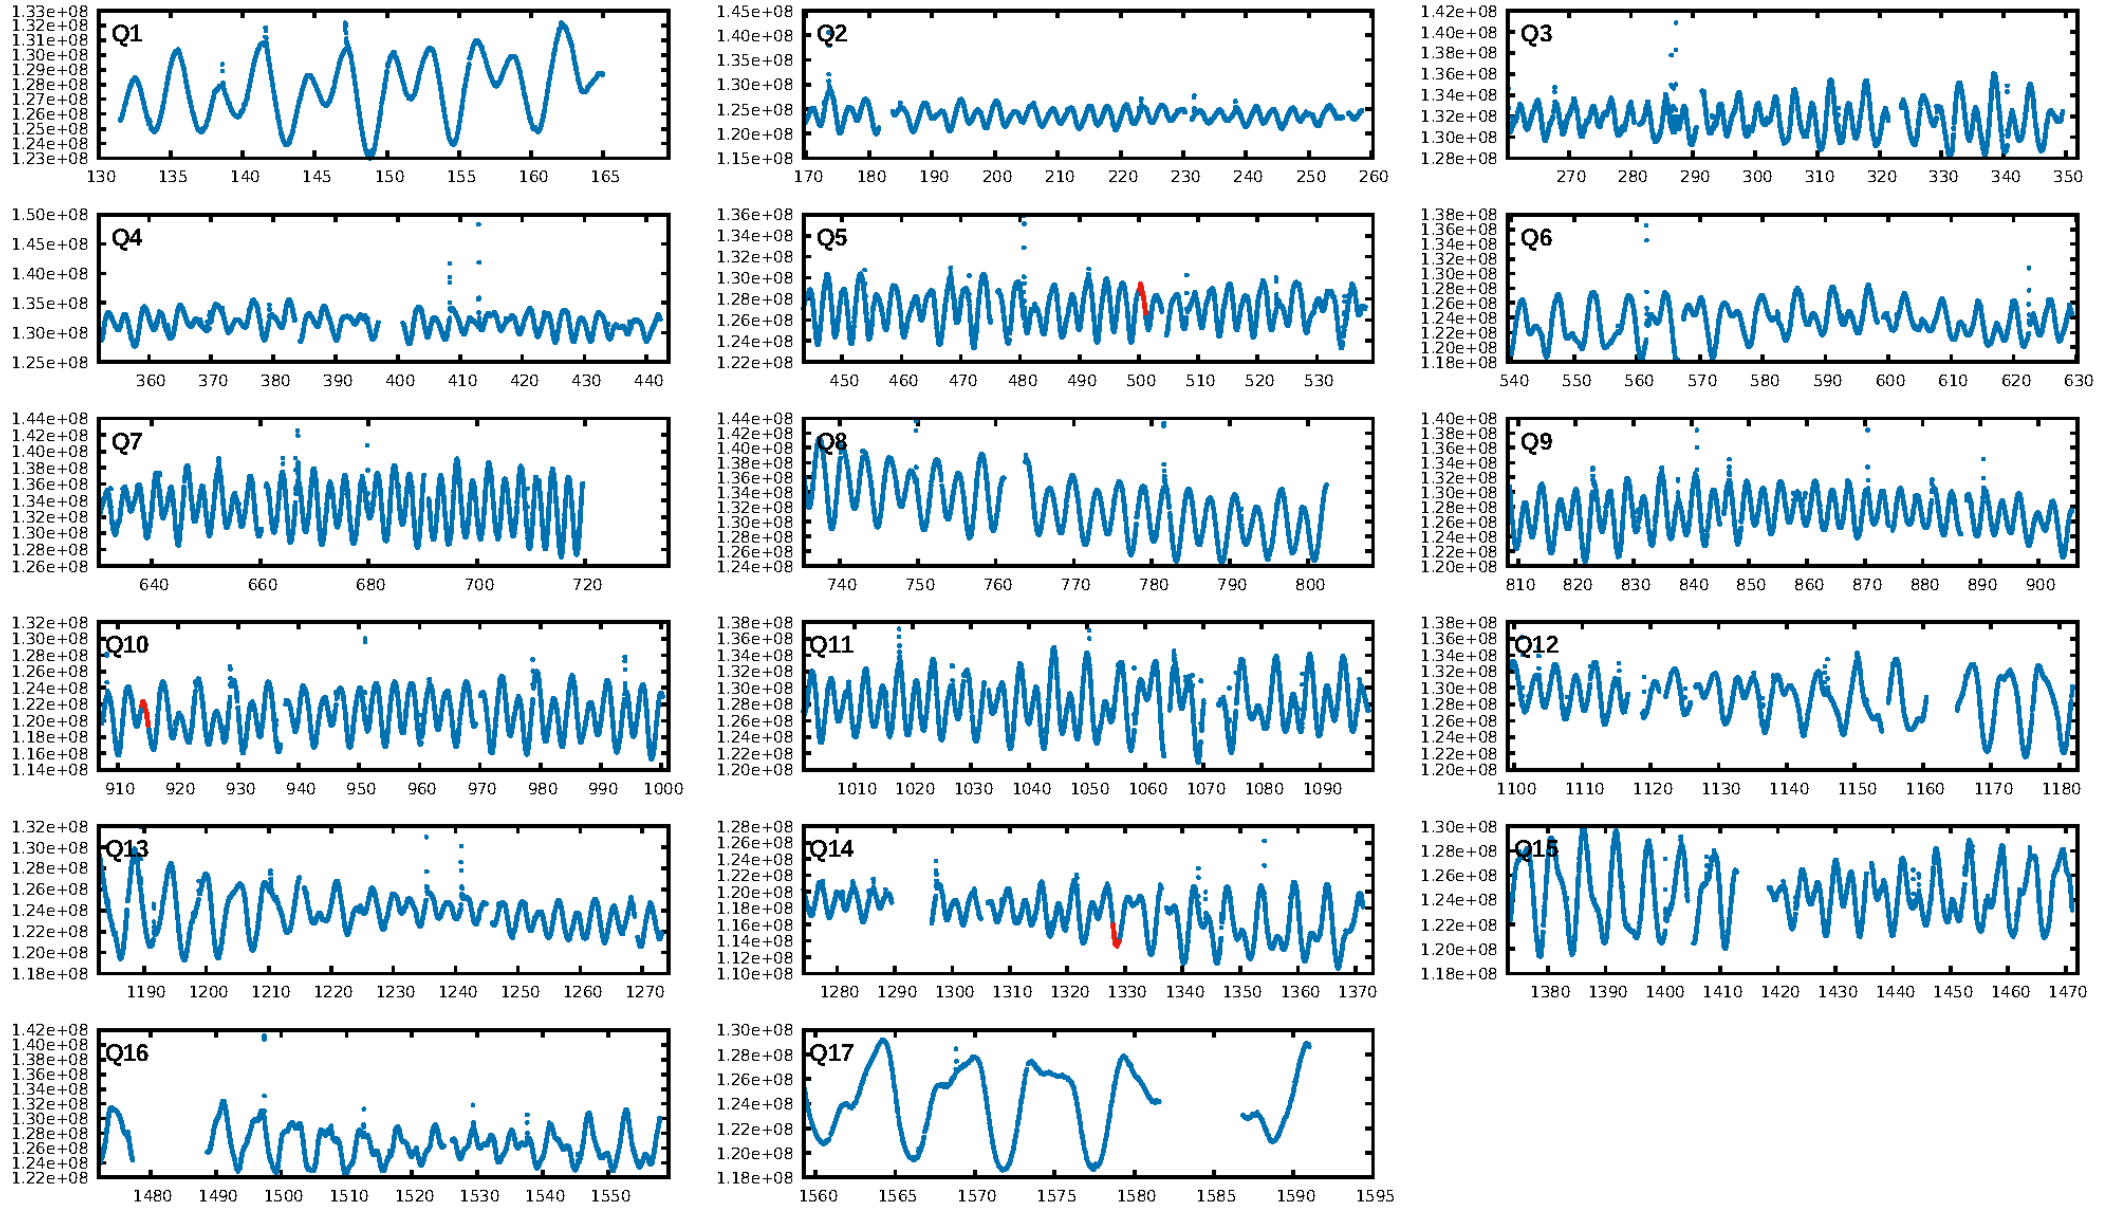 1.33e+08
1.32e+08
1.31e+08
1.30e+08
1.29e+08
1.28e+08
1.27e+08
1.26e+08
1.25e+08
1.24e+08
1.23e+08
Q1
130 135 140 145 150 155 160 165
1.45e+08
1.40e+08
1.35e+08
1.30e+08
1.25e+08
1.20e+08
1.15e+08
Q2
170 180 190 200 210 220 230 240 250 260
1.42e+08
1.40e+08
1.38e+08
1.36e+08
1.34e+08
1.32e+08
1.30e+08
1.28e+08
Q3
270 280 290 300 310 320 330 340 350
1.50e+08
1.45e+08
1.40e+08
1.35e+08
1.30e+08
1.25e+08
Q4
360 370 380 390 400 410 420 430 440
1.36e+08
1.34e+08
1.32e+08
1.30e+08
1.28e+08
1.26e+08
1.24e+08
1.22e+08
Q5
450 460 470 480 490 500 510 520 530
1.38e+08
1.36e+08
1.34e+08
1.32e+08
1.30e+08
1.28e+08
1.26e+08
1.24e+08
1.22e+08
1.20e+08
1.18e+08
Q6
540 550 560 570 580 590 600 610 620 630
1.44e+08
1.42e+08
1.40e+08
1.38e+08
1.36e+08
1.34e+08
1.32e+08
1.30e+08
1.28e+08
1.26e+08
Q7
640 660 680 700 720
1.44e+08
1.42e+08
1.40e+08
1.38e+08
1.36e+08
1.34e+08
1.32e+08
1.30e+08
1.28e+08
1.26e+08
1.24e+08
Q8
740 750 760 770 780 790 800
1.40e+08
1.38e+08
1.36e+08
1.34e+08
1.32e+08
1.30e+08
1.28e+08
1.26e+08
1.24e+08
1.22e+08
1.20e+08
Q9
810 820 830 840 850 860 870 880 890 900
1.32e+08
1.30e+08
1.28e+08
1.26e+08
1.24e+08
1.22e+08
1.20e+08
1.18e+08
1.16e+08
1.14e+08
Q10
910 920 930 940 950 960 970 980 990 1000
1.38e+08
1.36e+08
1.34e+08
1.32e+08
1.30e+08
1.28e+08
1.26e+08
1.24e+08
1.22e+08
1.20e+08
Q11
1010 1020 1030 1040 1050 1060 1070 1080 1090
1.38e+08
1.36e+08
1.34e+08
1.32e+08
1.30e+08
1.28e+08
1.26e+08
1.24e+08
1.22e+08
1.20e+08
Q12
1100 1110 1120 1130 1140 1150 1160 1170 1180
1.32e+08
1.30e+08
1.28e+08
1.26e+08
1.24e+08
1.22e+08
1.20e+08
1.18e+08
Q13
1190 1200 1210 1220 1230 1240 1250 1260 1270
1.28e+08
1.26e+08
1.24e+08
1.22e+08
1.20e+08
1.18e+08
1.16e+08
1.14e+08
1.12e+08
1.10e+08
Q14
1280 1290 1300 1310 1320 1330 1340 1350 1360 1370
1.30e+08
1.28e+08
1.26e+08
1.24e+08
1.22e+08
1.20e+08
1.18e+08
Q15
1380 1390 1400 1410 1420 1430 1440 1450 1460 1470
1.42e+08
1.40e+08
1.38e+08
1.36e+08
1.34e+08
1.32e+08
1.30e+08
1.28e+08
1.26e+08
1.24e+08
1.22e+08
Q16
1480 1490 1500 1510 1520 1530 1540 1550
1.30e+08
1.28e+08
1.26e+08
1.24e+08
1.22e+08
1.20e+08
1.18e+08
Q17
1560 1565 1570 1575 1580 1585 1590 1595